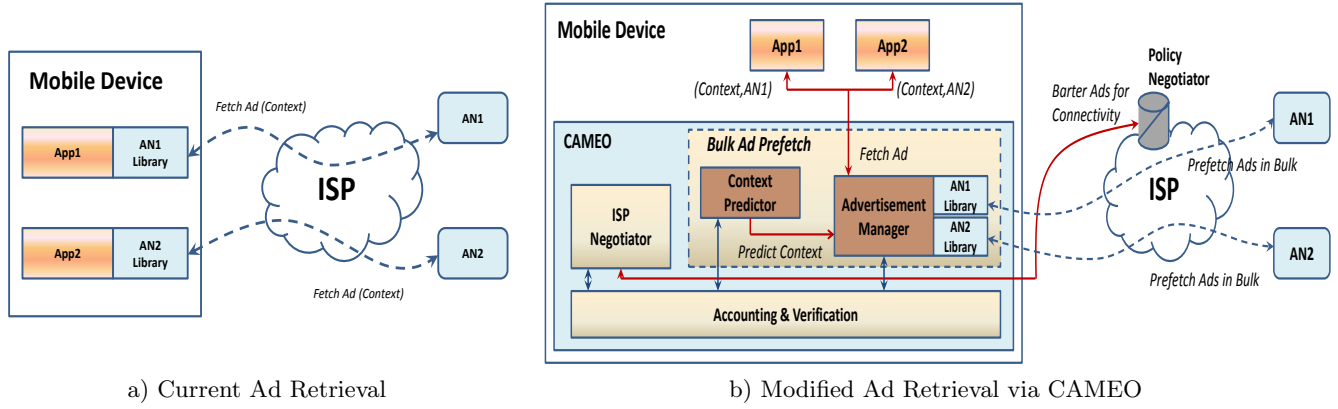 Mobile Device
Fetch Ad (Context)
App1
AN1
Library
App2
AN2
Library
ISP
AN1
AN2
Fetch Ad (Context)
a) Current Ad Retrieval
Mobile Device
App1
App2
(Context,AN1)
(Context,AN2)
CAMEO
Bulk Ad Prefetch
Fetch Ad
ISP
Negotiator
Context
Predictor
Advertisement
Manager
AN1
Library
AN2
Library
Predict Context
Accounting & Verification
Policy
Negotiator
Barter Ads for
Connectivity
ISP
AN1
Prefetch Ads in Bulk
AN2
Prefetch Ads in Bulk
b) Modified Ad Retrieval via CAMEO